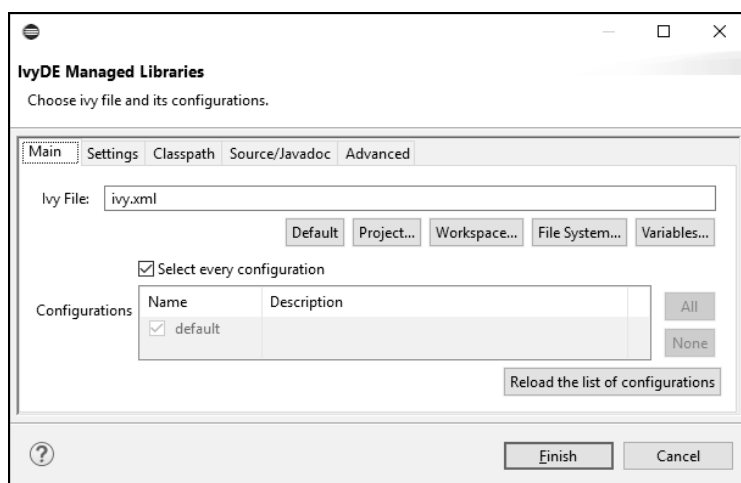 IvyDE Managed Libraries
Choose ivy file and its configurations.
Main Settings Classpath Source/Javadoc Advanced
Ivy File: ivy.xml
Default Project... Workspace... File System... Variables...
Select every configuration
Configurations Name Description All
default
None
Reload the list of configurations
? Finish Cancel